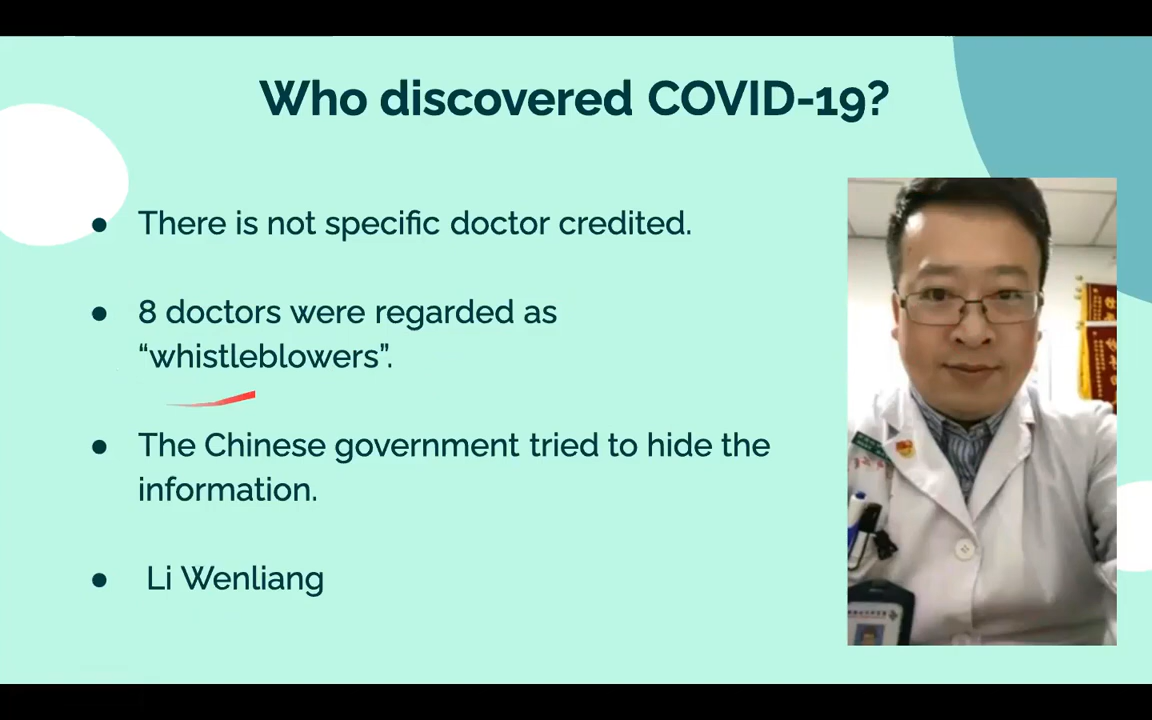 Who discovered COVID-19?
● There is not specific doctor credited.
● 8 doctors were regarded as
“whistleblowers”.
● The Chinese government tried to hide the
information.
● Li Wenliang